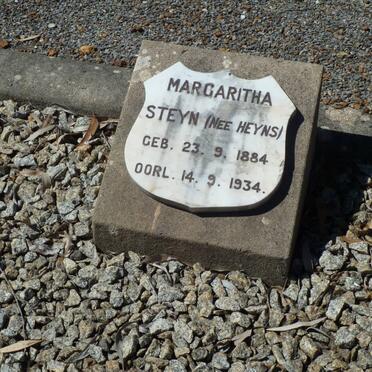 MARGARITHA
STEYN (NEE HEYNS)
GEB. 23. 9. 1884
OORL. 14. 9. 1934.